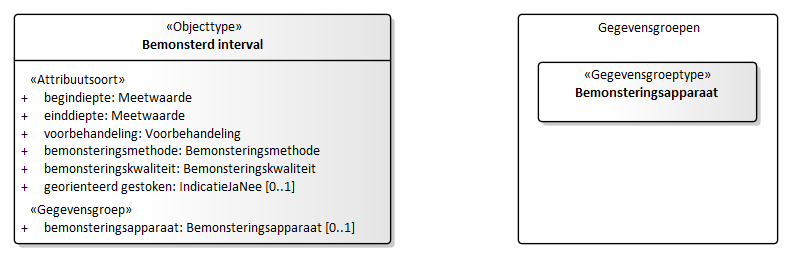 «Objecttype»
Bemonsterd interval
«Attribuutsoort»
+ begindiepte: Meetwaarde
+ einddiepte: Meetwaarde
+ voorbehandeling: Voorbehandeling
+ bemonsteringsmethode: Bemonsteringsmethode
+ bemonsteringskwaliteit: Bemonsteringskwaliteit
+ georienteerd gestoken: IndicatieJaNee [0..1]
«Gegevensgroep»
+ bemonsteringsapparaat: Bemonsteringsapparaat [0..1]
Gegevensgroepen
«Gegevensgroeptype»
Bemonsteringsapparaat